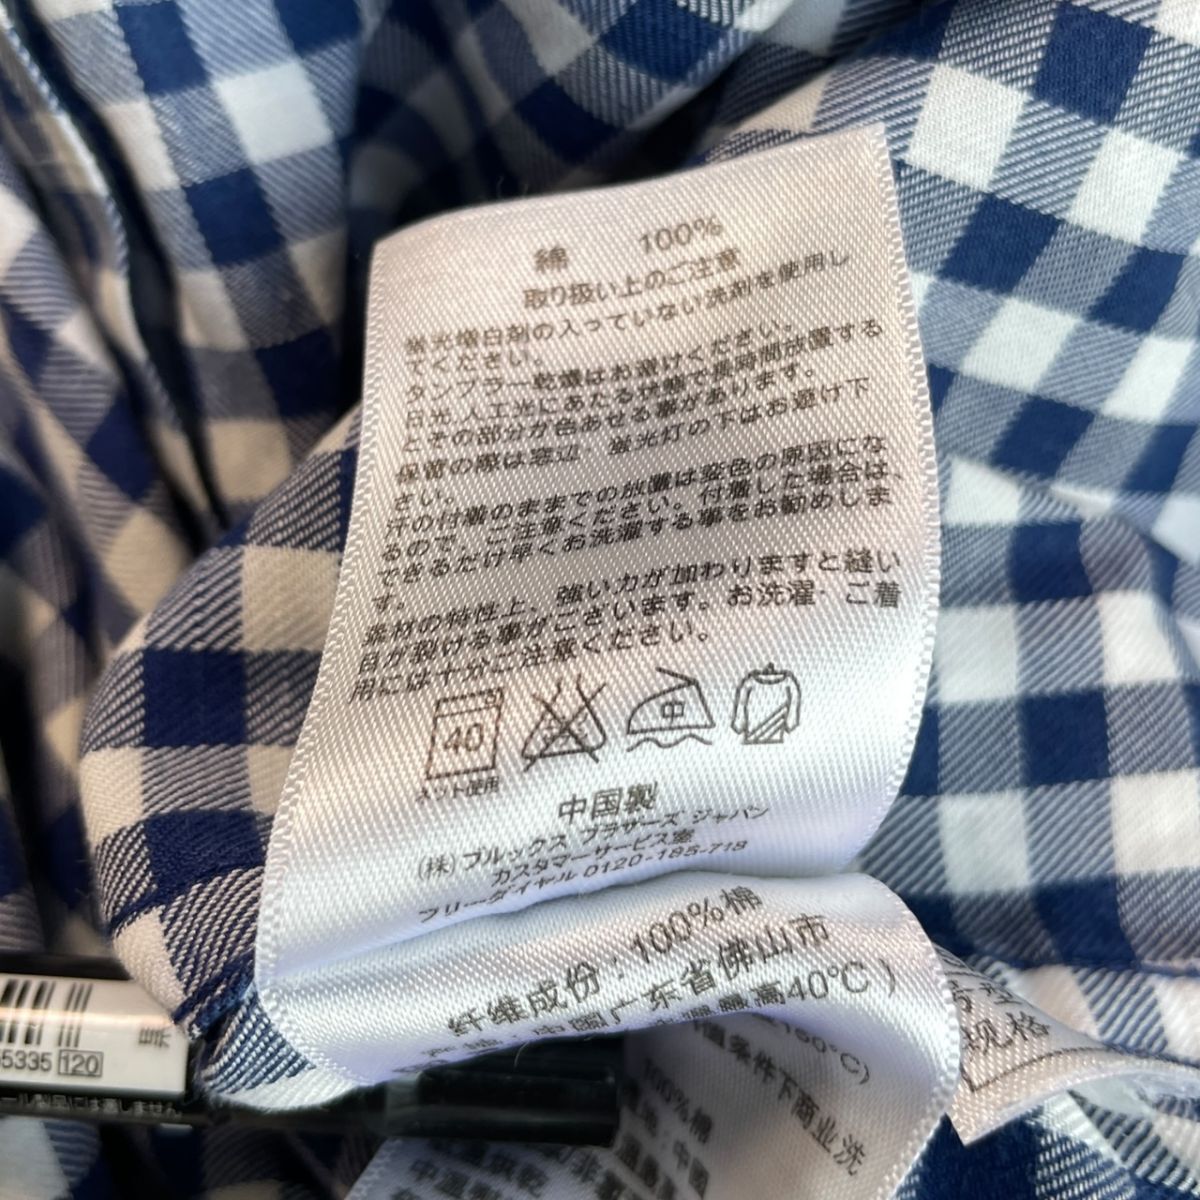 綿 100%
取り扱い上のご注意
蛍光増白剤の入っていない洗剤を使用し
てください。
タンブラー乾燥はお避けください。
日光、人工光にあたる状態で長時間放置する
とその部分が色あせる事があります。
保管の際は窓辺、蛍光灯の下はお避け下
さい。
汗の付着のままでの放置は変色の原因にな
るので、ご注意ください。付着した場合は、
できるだけ早くお洗濯する事をお勧めしま
す。
素材の特性上、強い力が加わりますと縫い
目が裂ける事がございます。お洗濯・ご着
用には十分ご注意ください。
40
中
ネット使用
中国製
(株)ブルックス ブラザーズ ジャパン
カスタマーサービス室
フリーダイヤル 0120-185-718
纤维成份:100%棉
中国广东省佛山市
最高40℃)
150℃)
条件下商业洗
100%棉
中国
号型
规格
5335 120